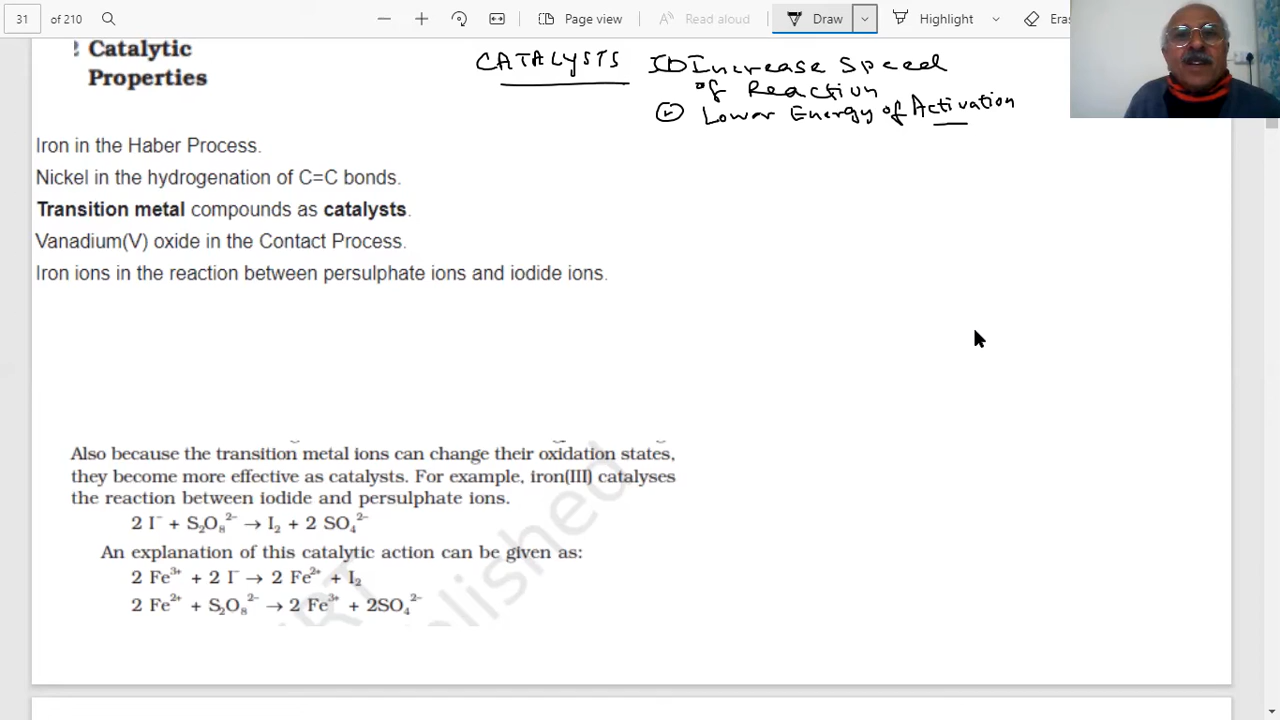 31 of 210 Page view Read aloud Draw Highlight Eras
Catalytic
Properties
CATALYSTS ① Increase Speed
of Reaction
② Lower Energy of Activation
Iron in the Haber Process.
Nickel in the hydrogenation of C=C bonds.
Transition metal compounds as catalysts.
Vanadium(V) oxide in the Contact Process.
Iron ions in the reaction between persulphate ions and iodide ions.
Also because the transition metal ions can change their oxidation states,
they become more effective as catalysts. For example, iron(III) catalyses
the reaction between iodide and persulphate ions.
2 I⁻ + S₂O₈²⁻ → I₂ + 2 SO₄²⁻
An explanation of this catalytic action can be given as:
2 Fe³⁺ + 2 I⁻ → 2 Fe²⁺ + I₂
2 Fe²⁺ + S₂O₈²⁻ → 2 Fe³⁺ + 2SO₄²⁻